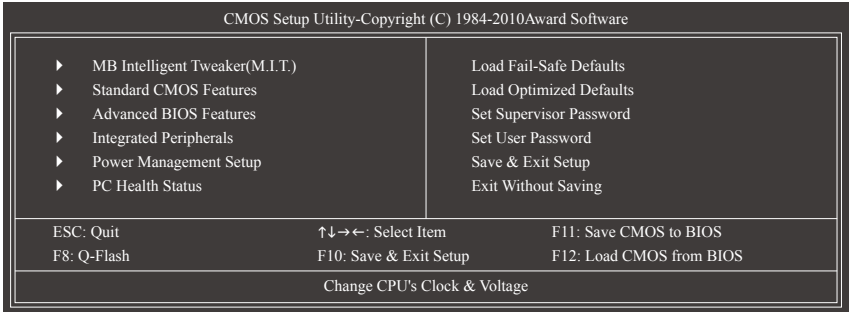 CMOS Setup Utility-Copyright (C) 1984-2010Award Software
MB Intelligent Tweaker(M.I.T.)
Standard CMOS Features
Advanced BIOS Features
Integrated Peripherals
Power Management Setup
PC Health Status
Load Fail-Safe Defaults
Load Optimized Defaults
Set Supervisor Password
Set User Password
Save & Exit Setup
Exit Without Saving
ESC: Quit ↑↓→←: Select Item F11: Save CMOS to BIOS
F8: Q-Flash F10: Save & Exit Setup F12: Load CMOS from BIOS
Change CPU's Clock & Voltage